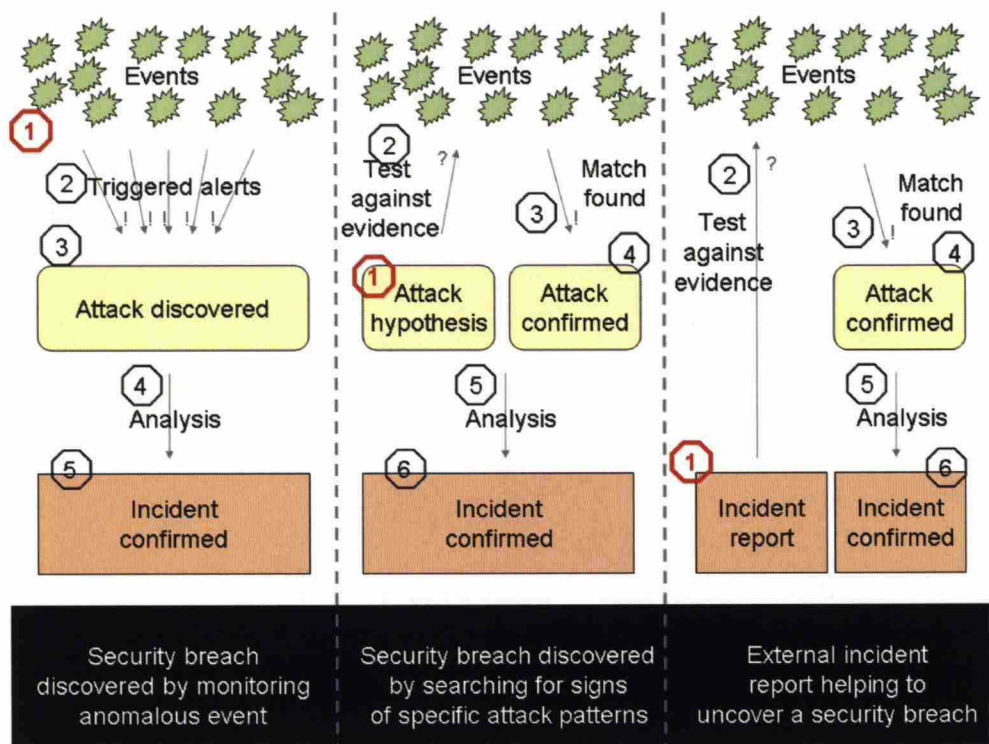 Events
1
2
Triggered alerts
! ! ! ! !
3
Attack discovered
4
Analysis
5
Incident
confirmed
Security breach
discovered by monitoring
anomalous event
Events
2
?
Test
against
evidence
Match
found
3
!
1
Attack
hypothesis
4
Attack
confirmed
5
Analysis
6
Incident
confirmed
Security breach discovered
by searching for signs
of specific attack patterns
Events
2
?
Test
against
evidence
Match
found
3
!
4
Attack
confirmed
5
Analysis
1
Incident
report
6
Incident
confirmed
External incident
report helping to
uncover a security breach